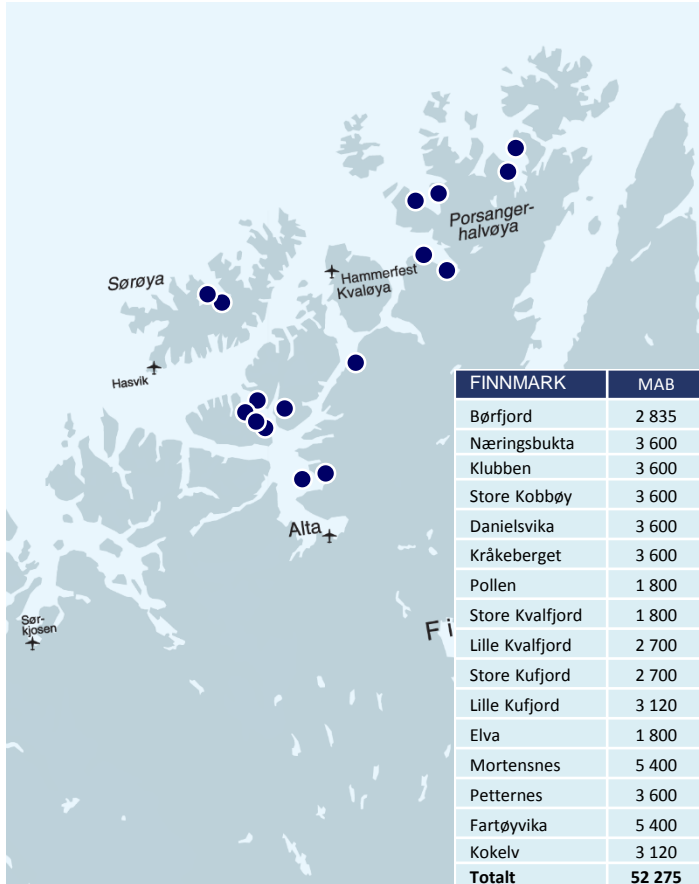 Porsanger-
halvøya
Hammerfest
Kvaløya
Sørøya
Hasvik
Alta
Sør-
kjosen
Fi
FINNMARK MAB
Børfjord 2 835
Næringsbukta 3 600
Klubben 3 600
Store Kobbøy 3 600
Danielsvika 3 600
Kråkeberget 3 600
Pollen 1 800
Store Kvalfjord 1 800
Lille Kvalfjord 2 700
Store Kufjord 2 700
Lille Kufjord 3 120
Elva 1 800
Mortensnes 5 400
Petternes 3 600
Fartøyvika 5 400
Kokelv 3 120
Totalt 52 275